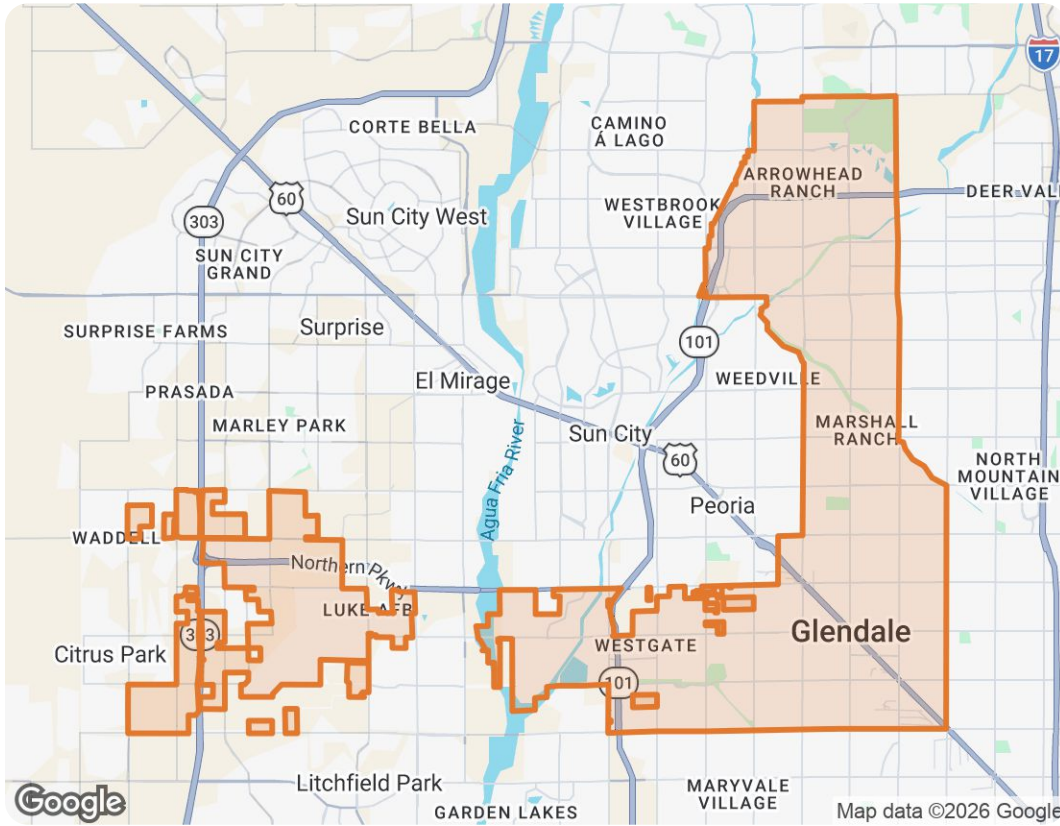 17
CORTE BELLA
CAMINO
Á LAGO
ARROWHEAD
RANCH
DEER VAL
60
Sun City West
WESTBROOK
VILLAGE
303
SUN CITY
GRAND
SURPRISE FARMS
Surprise
101
El Mirage
WEEDVILLE
PRASADA
MARLEY PARK
Sun City
MARSHALL
RANCH
60
NORTH
MOUNTAIN
VILLAGE
Agua Fria River
Peoria
WADDELL
Northern Pkwy
LUKE AFB
303
Citrus Park
WESTGATE
Glendale
101
Litchfield Park
MARYVALE
VILLAGE
GARDEN LAKES
Google
Map data ©2026 Google